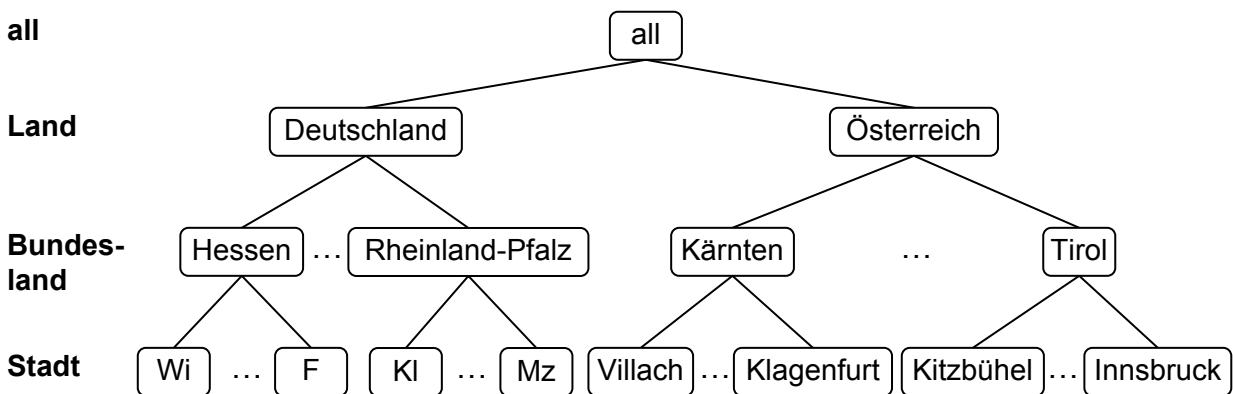 all all
Land Deutschland Österreich
Bundes-
land Hessen … Rheinland-Pfalz Kärnten … Tirol
Stadt Wi … F Kl … Mz Villach … Klagenfurt Kitzbühel … Innsbruck